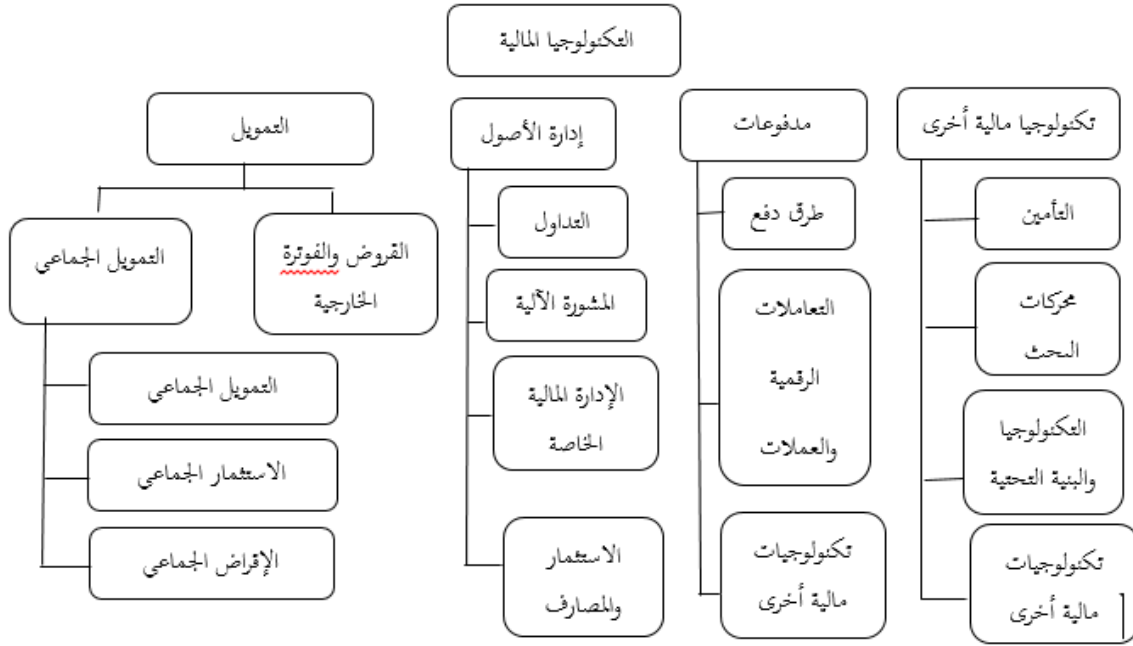 التكنولوجيا المالية
تكنولوجيا مالية أخرى
التأمين
محركات
البحث
التكنولوجيا
والبنية التحتية
تكنولوجيات
مالية أخرى
مدفوعات
طرق دفع
التعاملات
الرقمية
والعملات
تكنولوجيات
مالية أخرى
إدارة الأصول
التداول
المشورة الآلية
الإدارة المالية
الخاصة
الاستثمار
والمصارف
التمويل
القروض والفوترة
الخارجية
التمويل الجماعي
التمويل الجماعي
الاستثمار الجماعي
الإقراض الجماعي